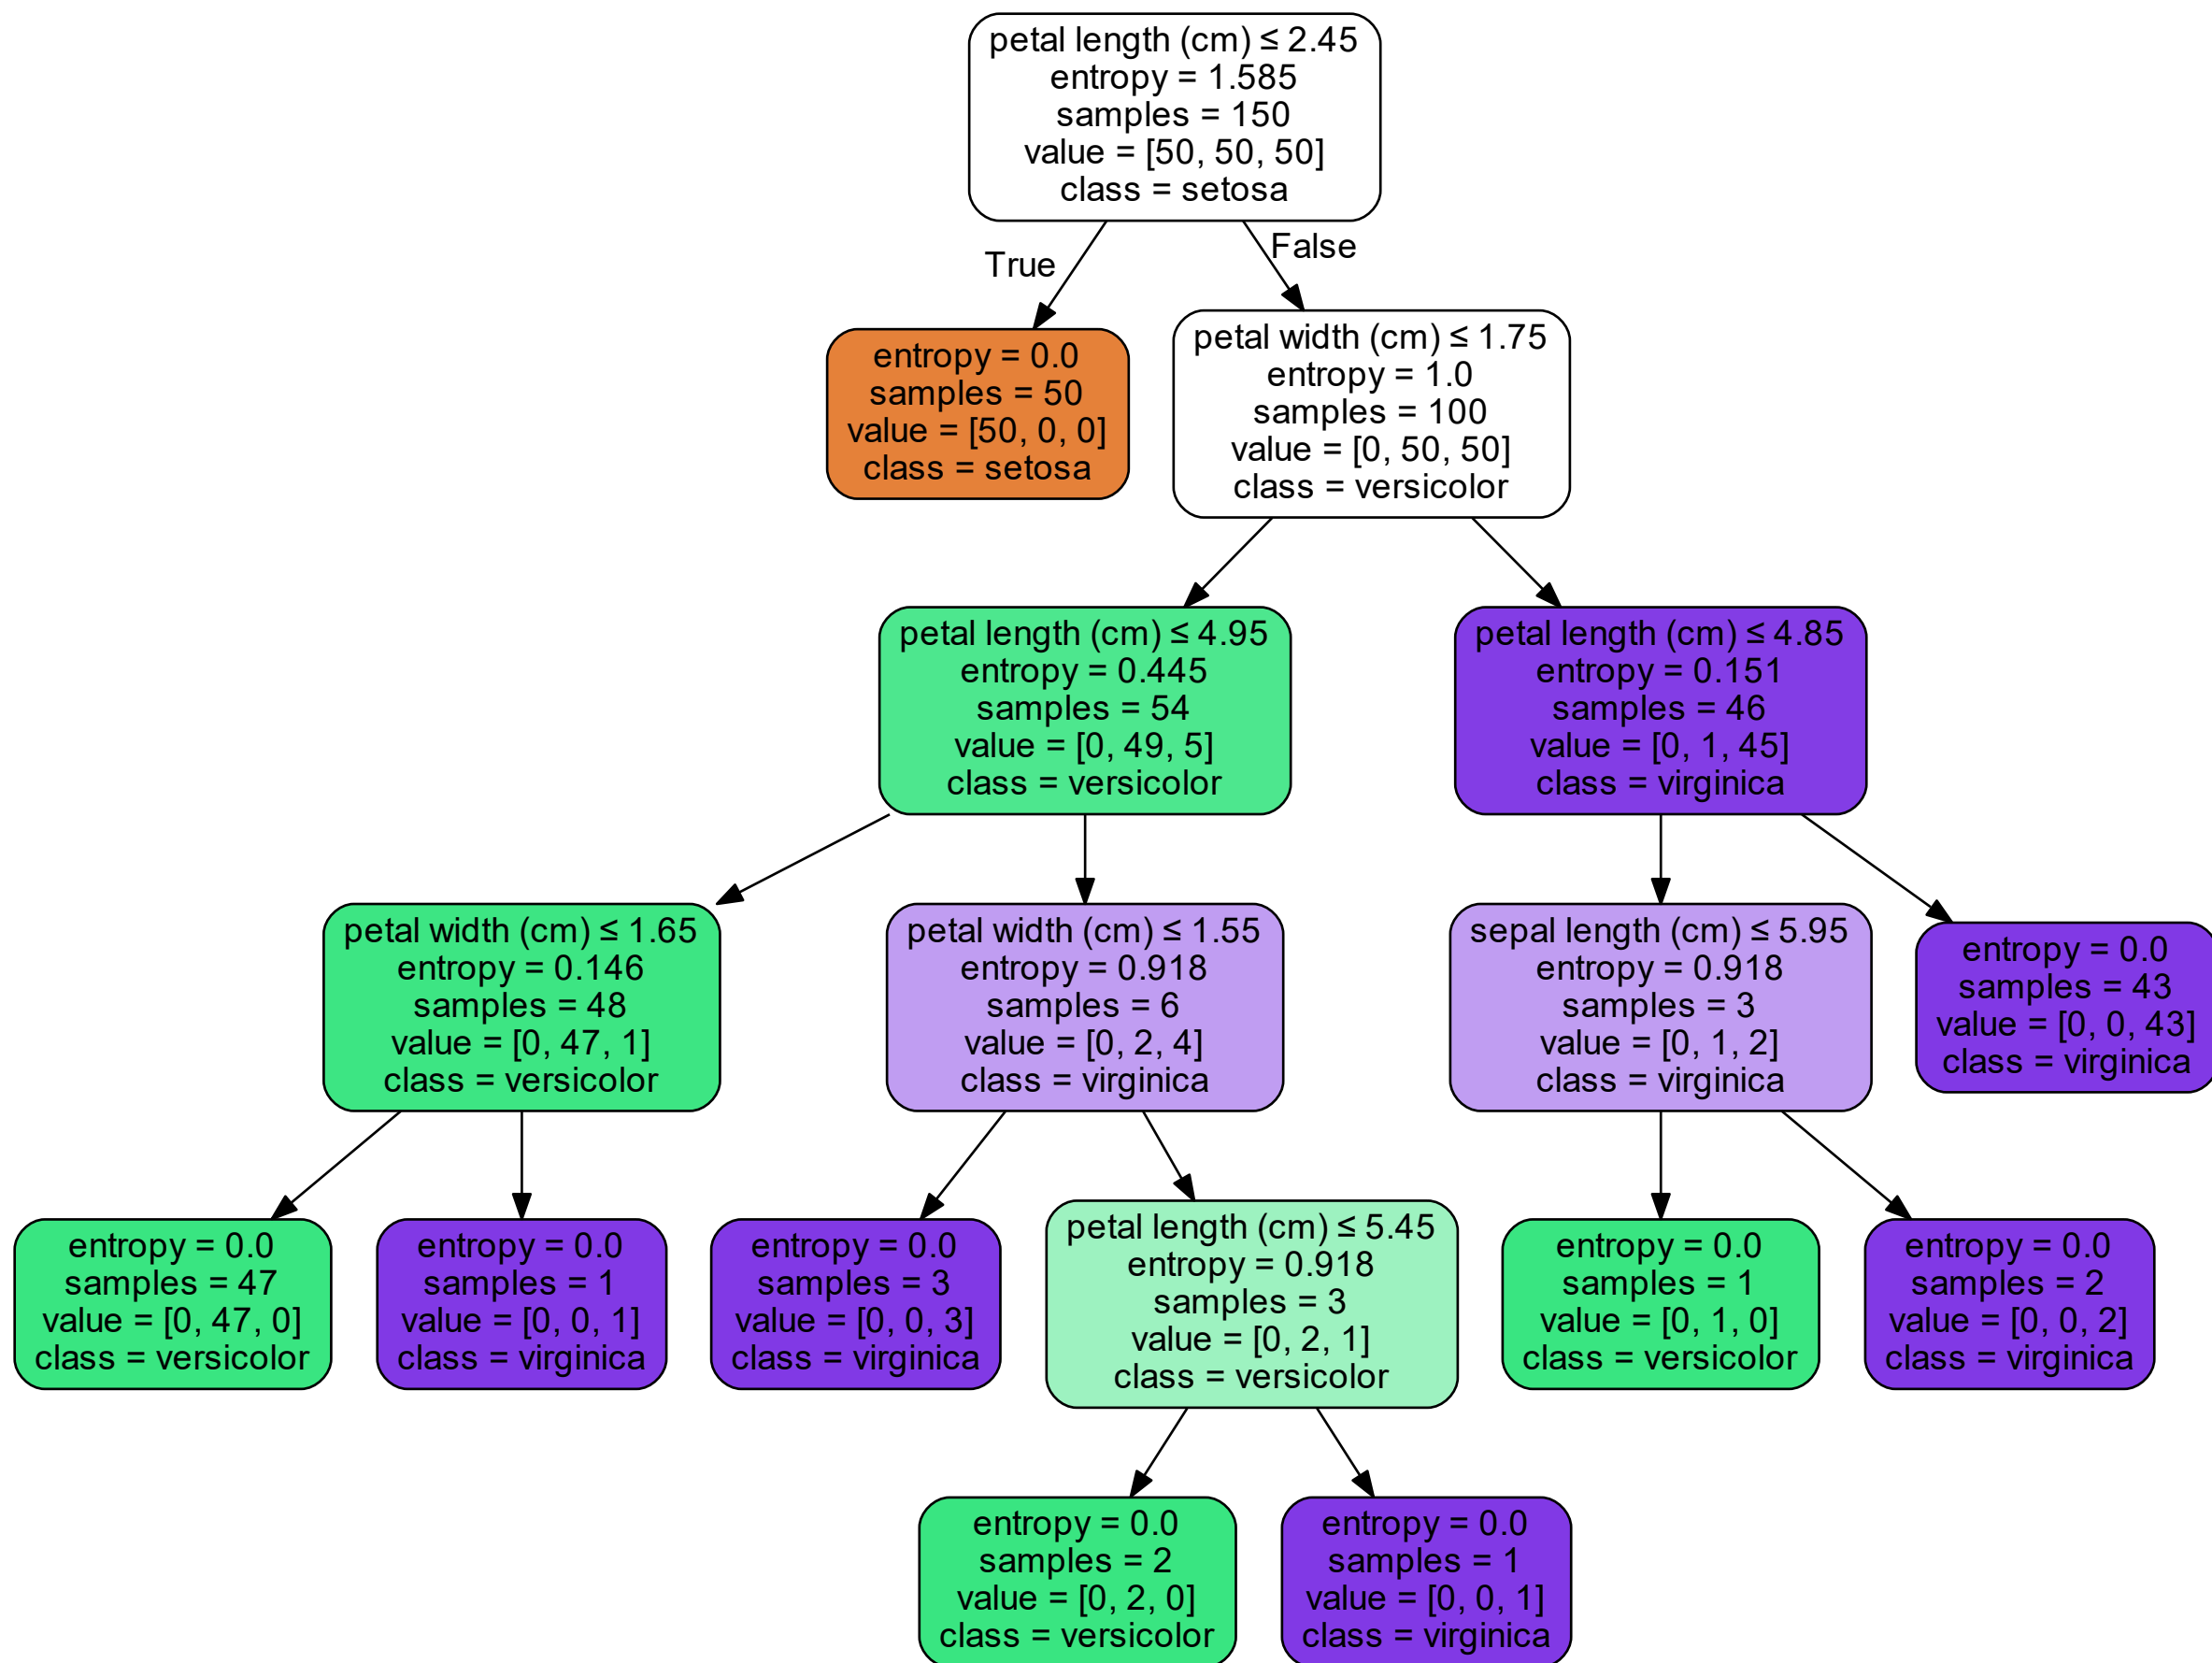 petal length (cm) ≤ 2.45
entropy = 1.585
samples = 150
value = [50, 50, 50]
class = setosa
True
False
entropy = 0.0
samples = 50
value = [50, 0, 0]
class = setosa
petal width (cm) ≤ 1.75
entropy = 1.0
samples = 100
value = [0, 50, 50]
class = versicolor
petal length (cm) ≤ 4.95
entropy = 0.445
samples = 54
value = [0, 49, 5]
class = versicolor
petal length (cm) ≤ 4.85
entropy = 0.151
samples = 46
value = [0, 1, 45]
class = virginica
petal width (cm) ≤ 1.65
entropy = 0.146
samples = 48
value = [0, 47, 1]
class = versicolor
petal width (cm) ≤ 1.55
entropy = 0.918
samples = 6
value = [0, 2, 4]
class = virginica
sepal length (cm) ≤ 5.95
entropy = 0.918
samples = 3
value = [0, 1, 2]
class = virginica
entropy = 0.0
samples = 43
value = [0, 0, 43]
class = virginica
entropy = 0.0
samples = 47
value = [0, 47, 0]
class = versicolor
entropy = 0.0
samples = 1
value = [0, 0, 1]
class = virginica
entropy = 0.0
samples = 3
value = [0, 0, 3]
class = virginica
petal length (cm) ≤ 5.45
entropy = 0.918
samples = 3
value = [0, 2, 1]
class = versicolor
entropy = 0.0
samples = 1
value = [0, 1, 0]
class = versicolor
entropy = 0.0
samples = 2
value = [0, 0, 2]
class = virginica
entropy = 0.0
samples = 2
value = [0, 2, 0]
class = versicolor
entropy = 0.0
samples = 1
value = [0, 0, 1]
class = virginica